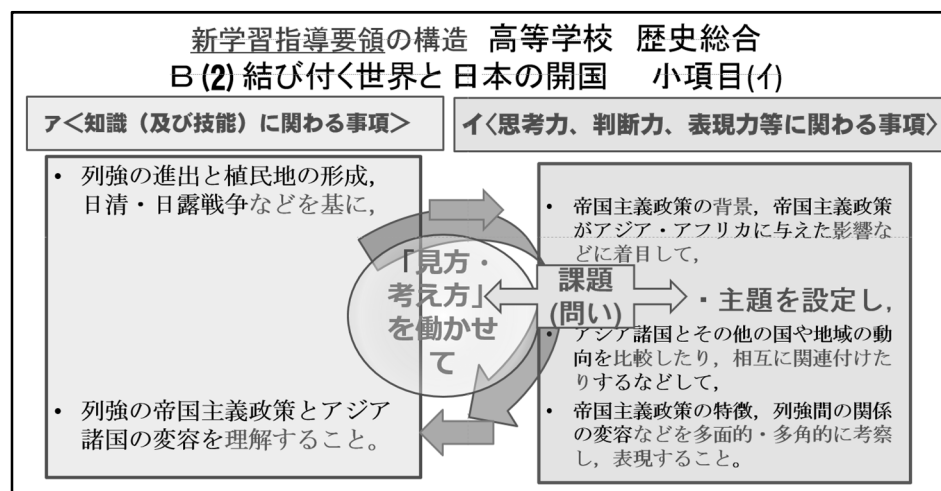 新学習指導要領の構造 高等学校 歴史総合
B (2) 結び付く世界と日本の開国 小項目(イ)
ア<知識（及び技能）に関わる事項>
• 列強の進出と植民地の形成，
日清・日露戦争などを基に，
• 列強の帝国主義政策とアジア
諸国の変容を理解すること。
「見方・
考え方」
を働かせ
て
課題
(問い)
イ〈思考力、判断力、表現力等に関わる事項〉
• 帝国主義政策の背景，帝国主義政策
がアジア・アフリカに与えた影響な
どに着目して，
・主題を設定し，
• アジア諸国とその他の国や地域の動
向を比較したり，相互に関連付けた
りするなどして，
• 帝国主義政策の特徴，列強間の関係
の変容などを多面的・多角的に考察
し，表現すること。